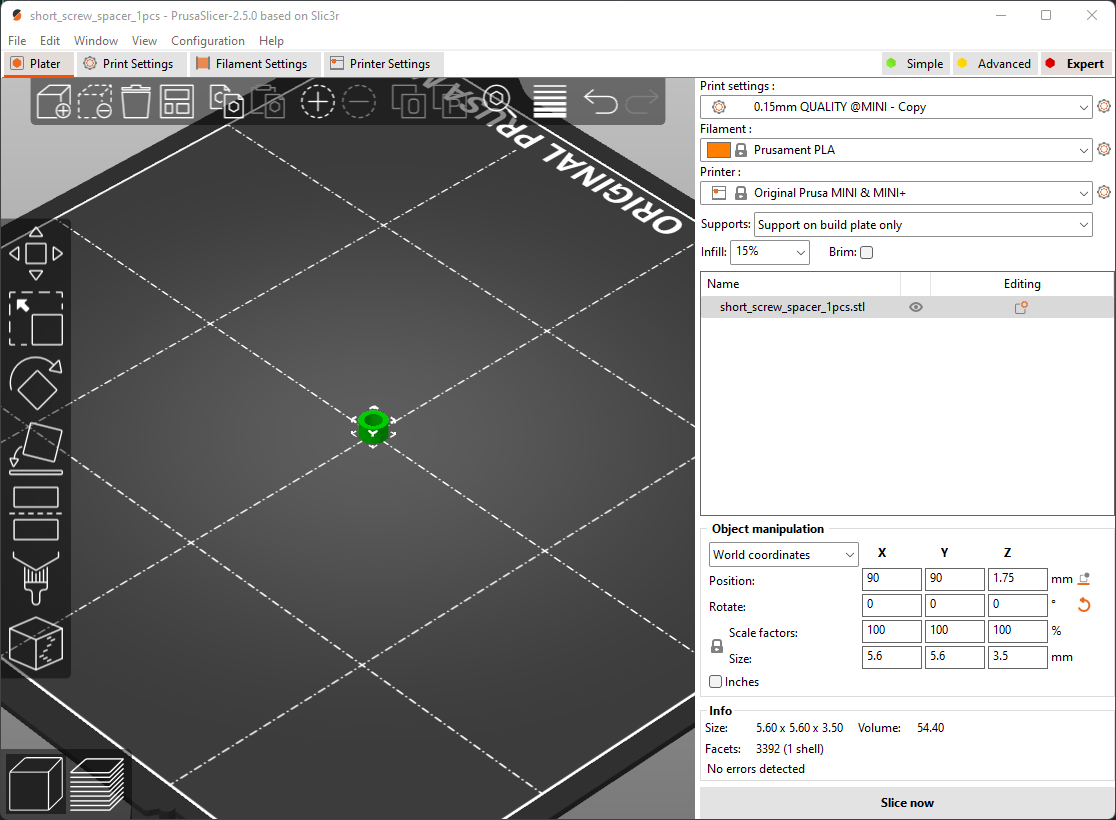 short_screw_spacer_1pcs - PrusaSlicer-2.5.0 based on Slic3r
File Edit Window View Configuration Help
Plater Print Settings Filament Settings Printer Settings Simple Advanced Expert
Print settings :
0.15mm QUALITY @MINI - Copy
Filament :
Prusament PLA
Printer :
Original Prusa MINI & MINI+
Supports: Support on build plate only
Infill: 15% Brim:
ORIGINAL PRUSA
Name Editing
short_screw_spacer_1pcs.stl
Object manipulation
World coordinates X Y Z
Position: 90 90 1.75 mm
Rotate: 0 0 0 °
Scale factors: 100 100 100 %
Size: 5.6 5.6 3.5 mm
Inches
Info
Size: 5.60 x 5.60 x 3.50 Volume: 54.40
Facets: 3392 (1 shell)
No errors detected
Slice now